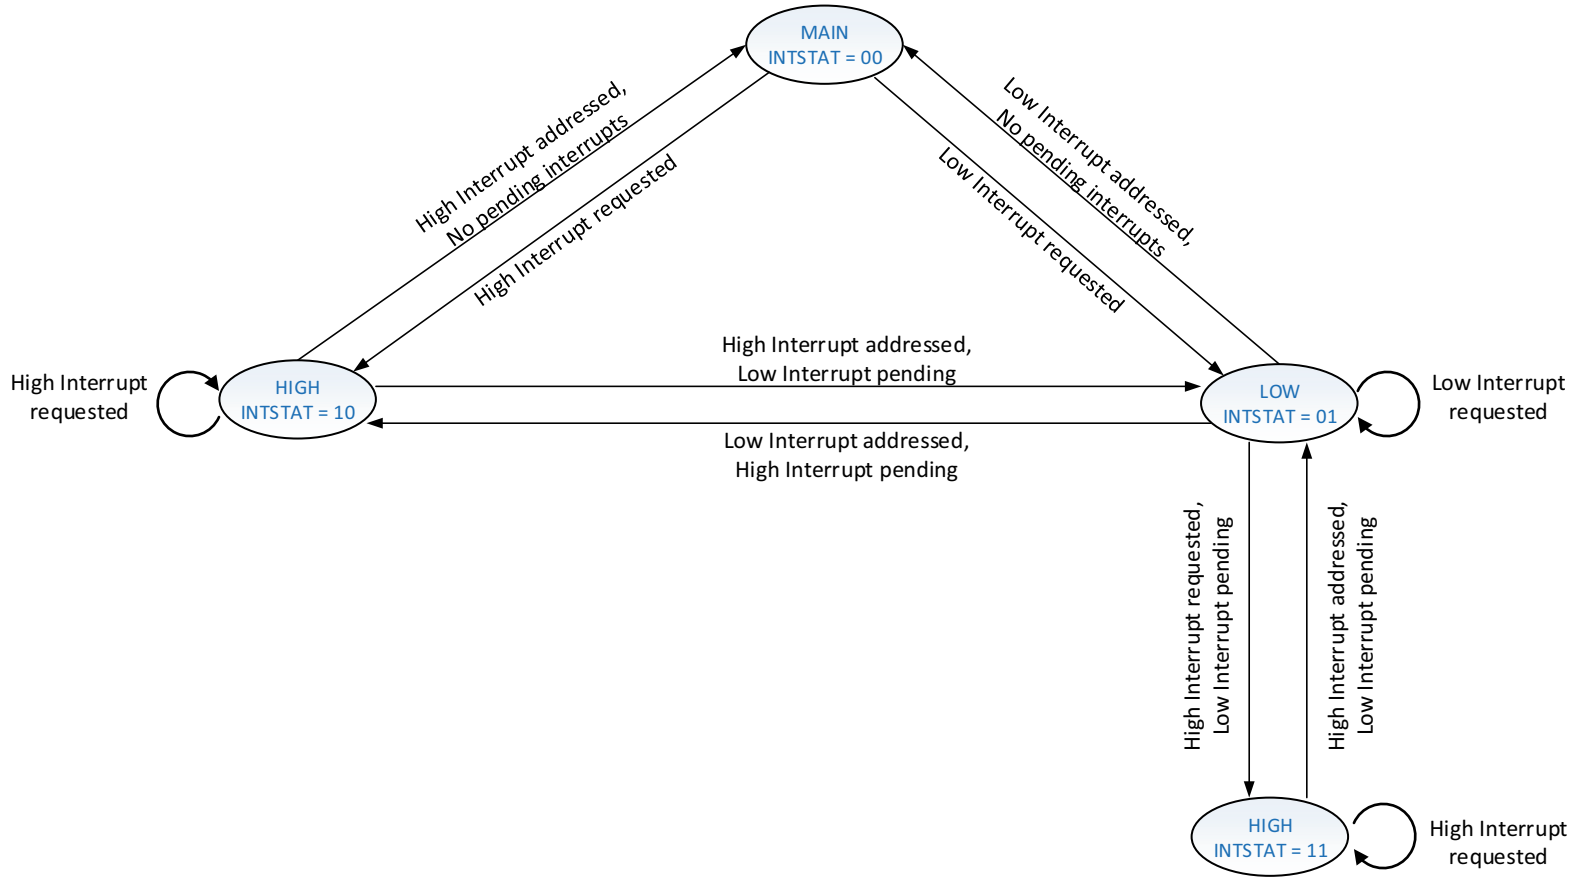 MAIN
INTSTAT = 00
High Interrupt addressed,
No pending interrupts
High Interrupt requested
Low Interrupt addressed,
No pending interrupts
Low Interrupt requested
High Interrupt
requested
HIGH
INTSTAT = 10
High Interrupt addressed,
Low Interrupt pending
Low Interrupt addressed,
High Interrupt pending
LOW
INTSTAT = 01
Low Interrupt
requested
High Interrupt requested,
Low Interrupt pending
High Interrupt addressed,
Low Interrupt pending
HIGH
INTSTAT = 11
High Interrupt
requested